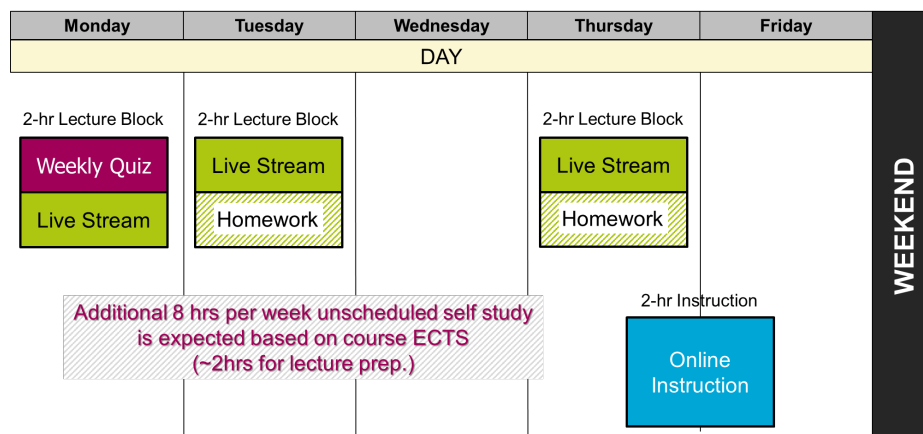 Monday Tuesday Wednesday Thursday Friday
DAY
2-hr Lecture Block 2-hr Lecture Block 2-hr Lecture Block
Weekly Quiz Live Stream Live Stream
Live Stream Homework Homework
Additional 8 hrs per week unscheduled self study
is expected based on course ECTS
(~2hrs for lecture prep.)
2-hr Instruction
Online
Instruction
WEEKEND